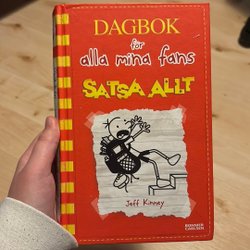 DAGBOK
för
alla mina fans
SATSA ALLT
Jeff Kinney
BONNIER
CARLSEN